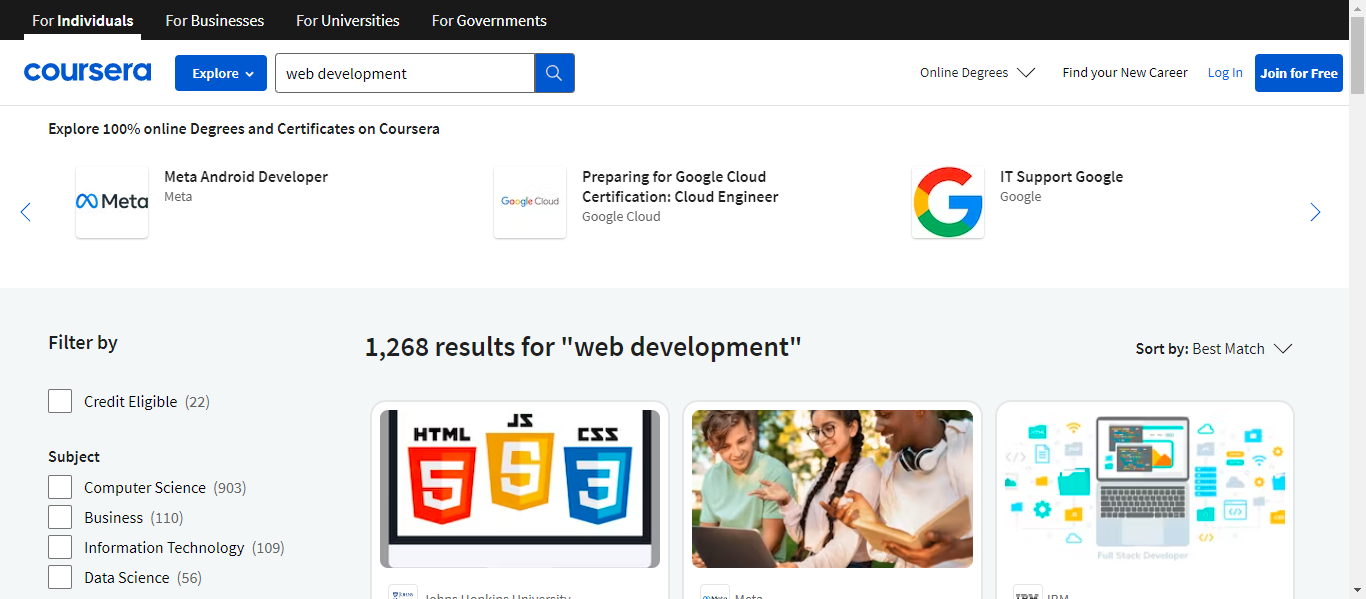 For Individuals For Businesses For Universities For Governments
coursera Explore web development Online Degrees Find your New Career Log In Join for Free
Explore 100% online Degrees and Certificates on Coursera
Meta
Meta Android Developer
Meta
Google Cloud
Preparing for Google Cloud
Certification: Cloud Engineer
Google Cloud
IT Support Google
Google
Filter by
Credit Eligible (22)
Subject
Computer Science (903)
Business (110)
Information Technology (109)
Data Science (56)
1,268 results for "web development"
Sort by: Best Match
HTML JS CSS
5 5 3
Full Stack Developer
Johns Hopkins University
Meta
IBM IBM